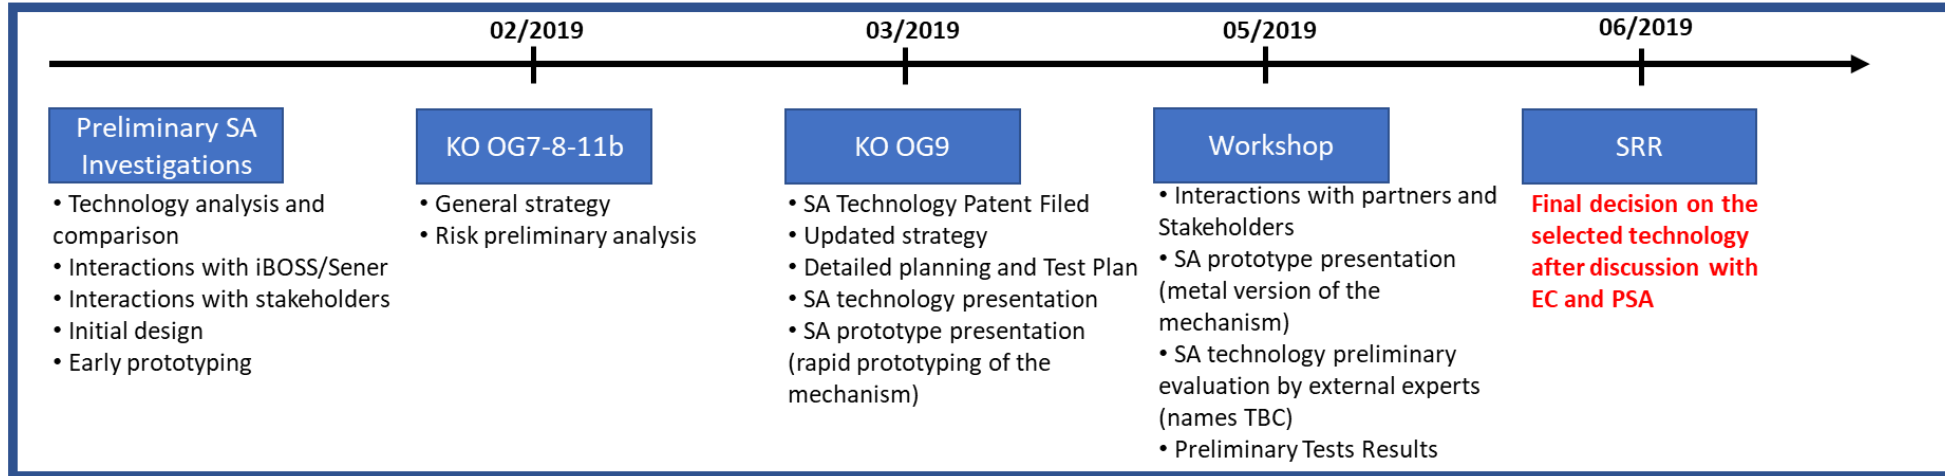 02/2019
03/2019
05/2019
06/2019
Preliminary SA
Investigations
• Technology analysis and
comparison
• Interactions with iBOSS/Sener
• Interactions with stakeholders
• Initial design
• Early prototyping
KO OG7-8-11b
• General strategy
• Risk preliminary analysis
KO OG9
• SA Technology Patent Filed
• Updated strategy
• Detailed planning and Test Plan
• SA technology presentation
• SA prototype presentation
(rapid prototyping of the
mechanism)
Workshop
• Interactions with partners and
Stakeholders
• SA prototype presentation
(metal version of the
mechanism)
• SA technology preliminary
evaluation by external experts
(names TBC)
• Preliminary Tests Results
SRR
Final decision on the
selected technology
after discussion with
EC and PSA